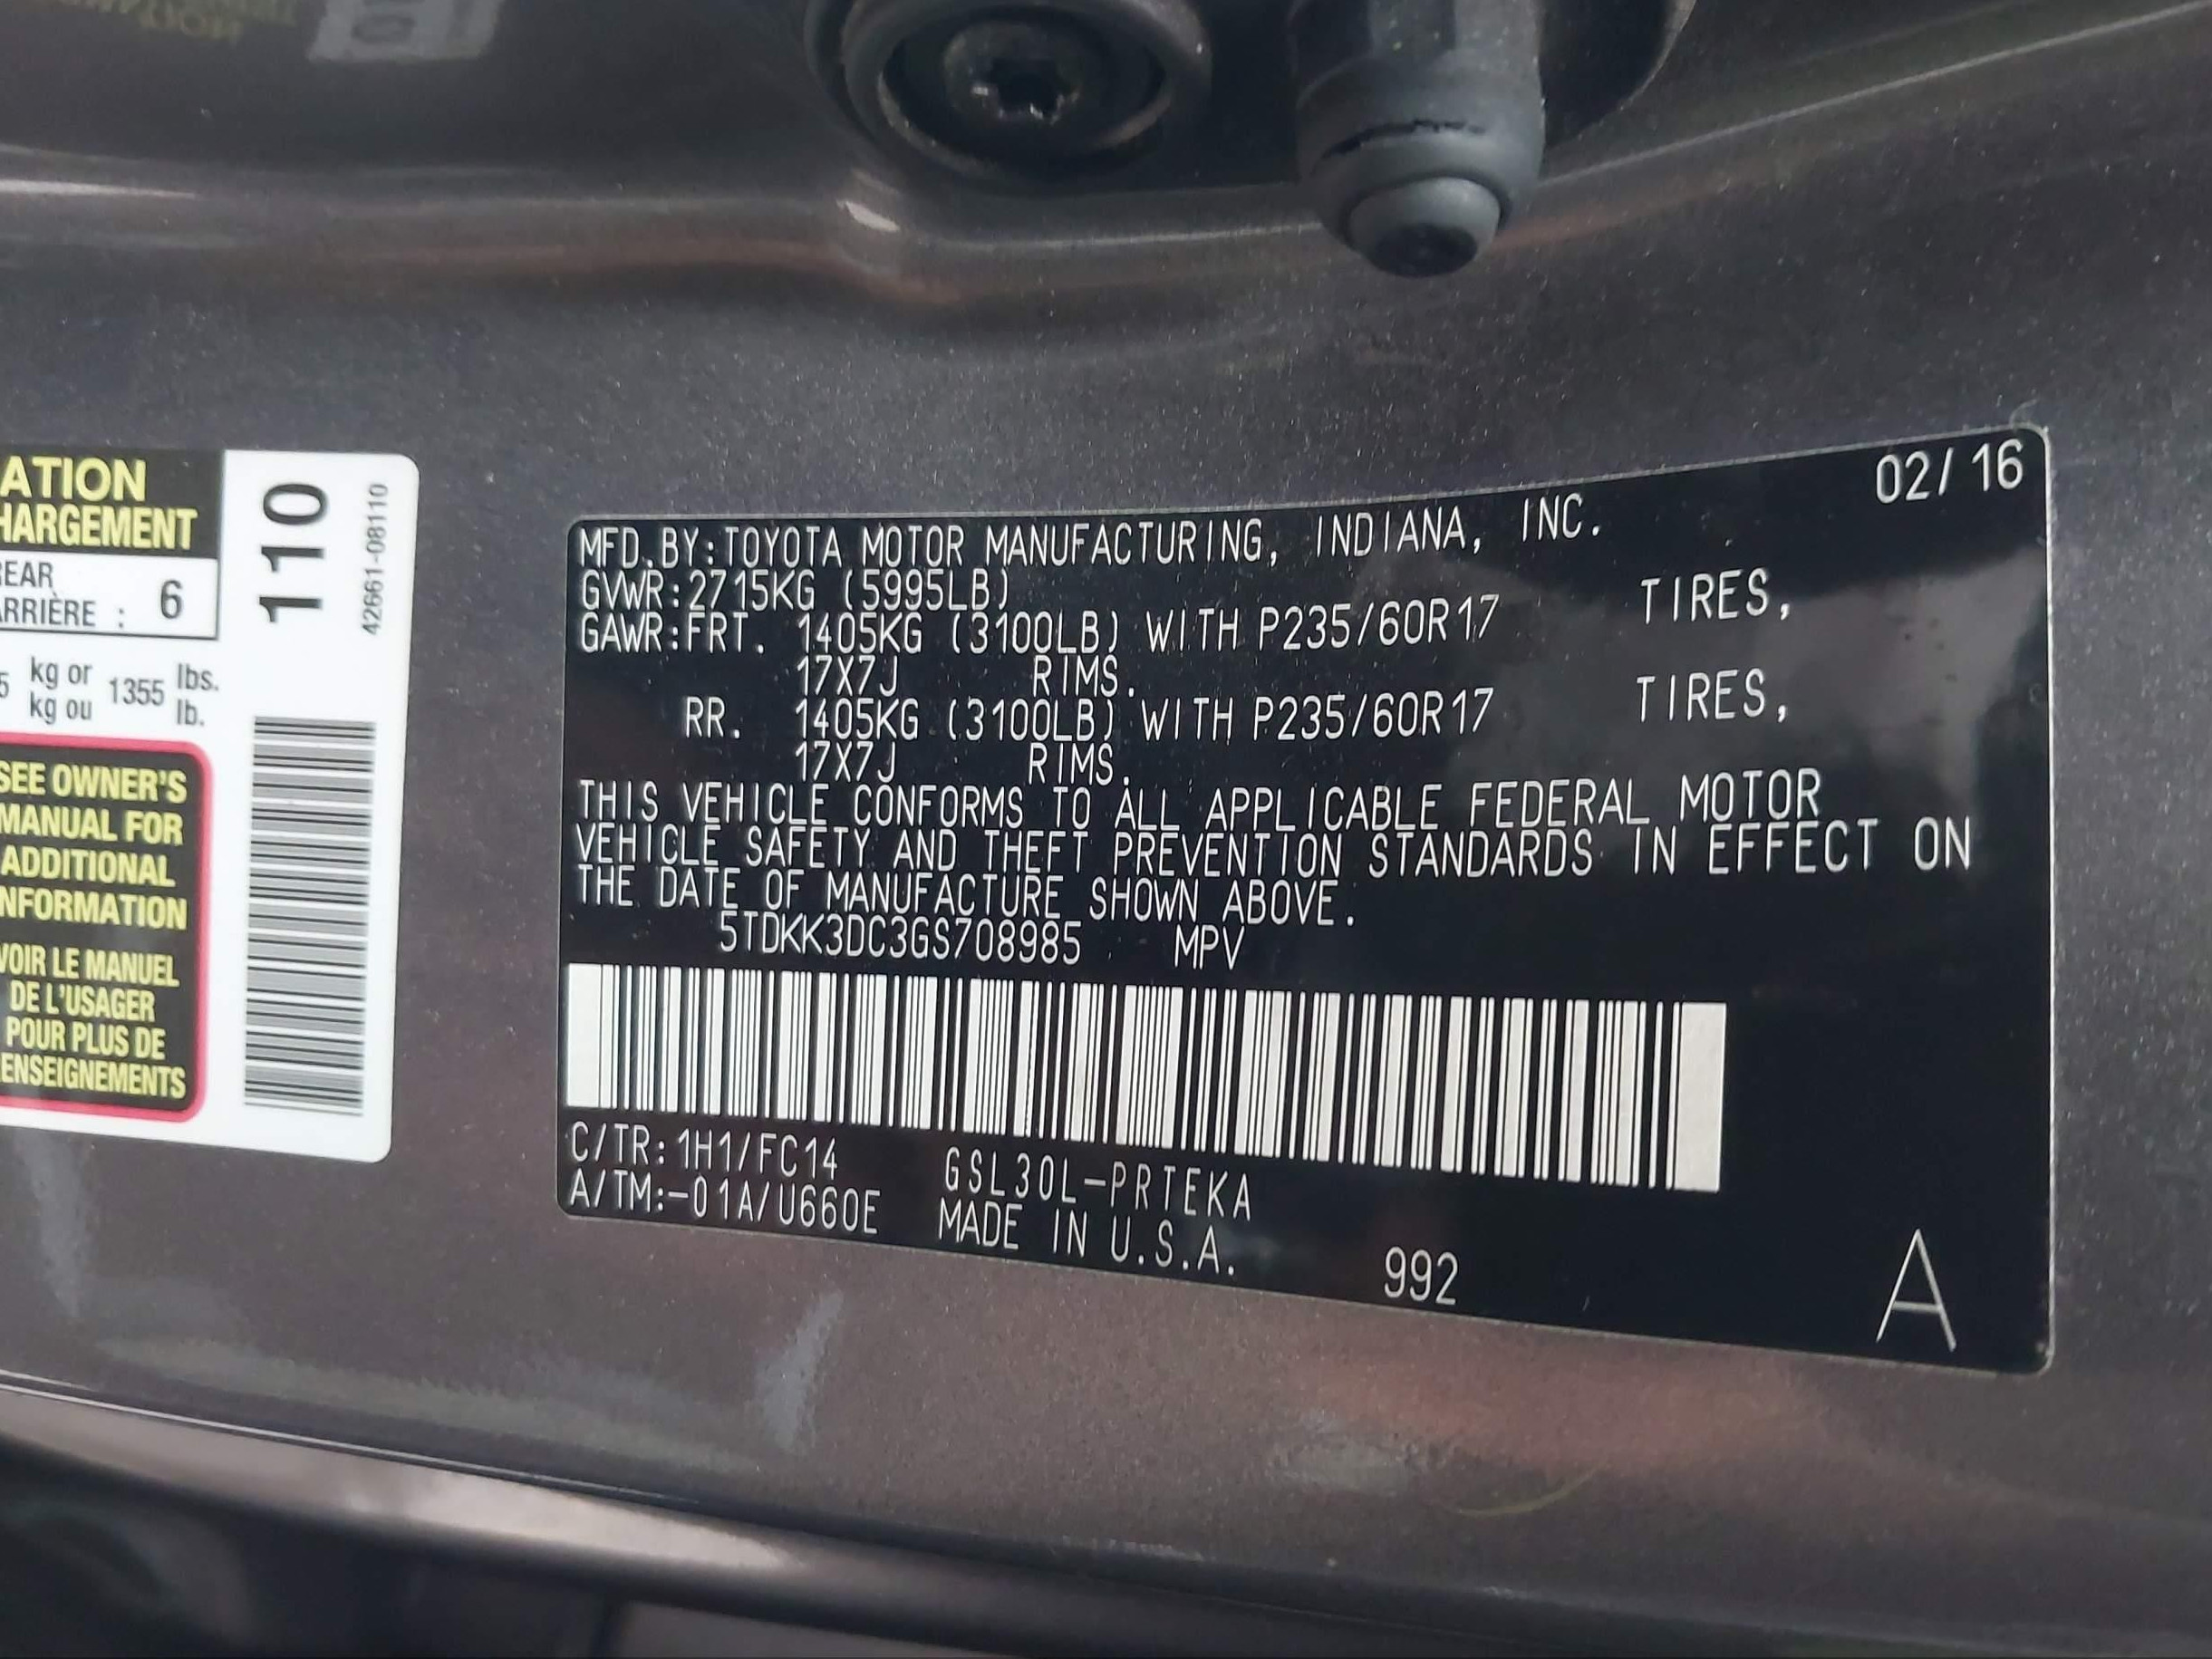 ATION
HARGEMENT
REAR
ARRIÈRE : 6
5 kg or 1355 lbs.
kg ou lb.
SEE OWNER'S
MANUAL FOR
ADDITIONAL
NFORMATION
VOIR LE MANUEL
DE L'USAGER
POUR PLUS DE
ENSEIGNEMENTS
110
42661-08110
02/16
MFD.BY:TOYOTA MOTOR MANUFACTURING, INDIANA, INC.
GVWR:2715KG (5995LB)
GAWR:FRT. 1405KG (3100LB) WITH P235/60R17 TIRES,
17X7J RIMS.
RR. 1405KG (3100LB) WITH P235/60R17 TIRES,
17X7J RIMS.
THIS VEHICLE CONFORMS TO ALL APPLICABLE FEDERAL MOTOR
VEHICLE SAFETY AND THEFT PREVENTION STANDARDS IN EFFECT ON
THE DATE OF MANUFACTURE SHOWN ABOVE.
5TDKK3DC3GS708985 MPV
C/TR:1H1/FC14 GSL30L-PRTEKA
A/TM:-01A/U660E MADE IN U.S.A.
992
A